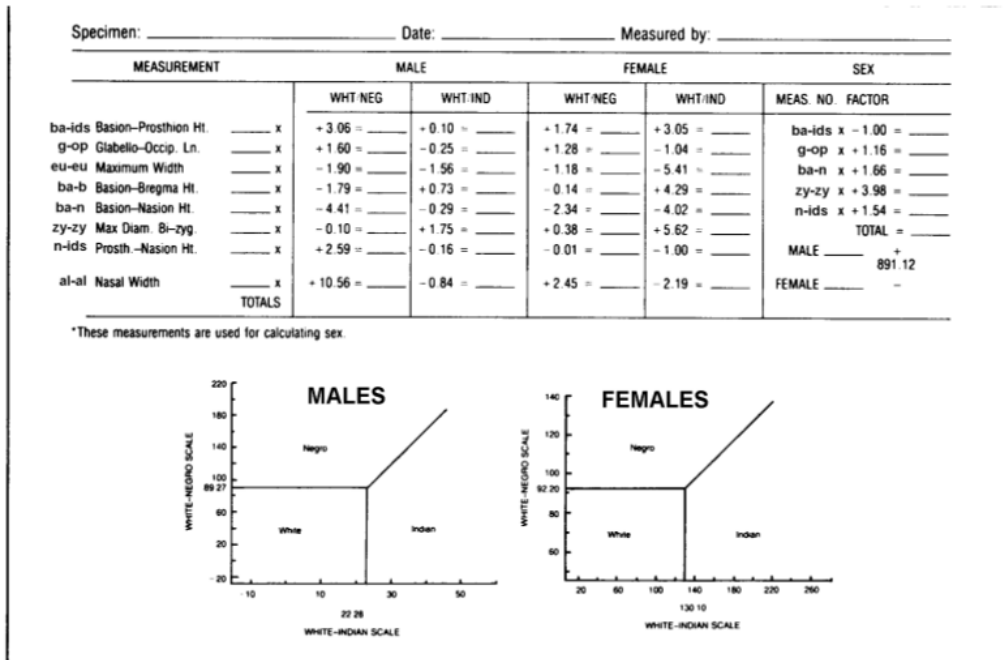 Specimen: Date: Measured by:
MEASUREMENT MALE FEMALE SEX
WHT/NEG WHT/IND WHT/NEG WHT/IND MEAS. NO. FACTOR
ba-ids Basion–Prosthion Ht. x +3.06 = +0.10 = +1.74 = +3.05 = ba-ids x -1.00 =
g-op Glabello–Occip. Ln. x +1.60 = -0.25 = +1.28 = -1.04 = g-op x +1.16 =
eu-eu Maximum Width x -1.90 = -1.56 = -1.18 = -5.41 = ba-n x +1.66 =
ba-b Basion–Bregma Ht. x -1.79 = +0.73 = -0.14 = +4.29 = zy-zy x +3.98 =
ba-n Basion–Nasion Ht. x -4.41 = -0.29 = -2.34 = -4.02 = n-ids x +1.54 =
zy-zy Max Diam. Bi–zyg. x -0.10 = +1.75 = +0.38 = +5.62 = TOTAL =
n-ids Prosth.–Nasion Ht. x +2.59 = -0.16 = -0.01 = -1.00 = MALE +
891.12
al-al Nasal Width x +10.56 = -0.84 = +2.45 = -2.19 = FEMALE –
TOTALS
*These measurements are used for calculating sex.
MALES
WHITE–NEGRO SCALE
220
180
140
100
89.27
60
20
-20
Negro
White
Indian
-10 10 30 50
22.28
WHITE–INDIAN SCALE
FEMALES
WHITE–NEGRO SCALE
140
120
100
92.20
80
60
Negro
White
Indian
20 60 100 140 180 220 260
130.10
WHITE–INDIAN SCALE